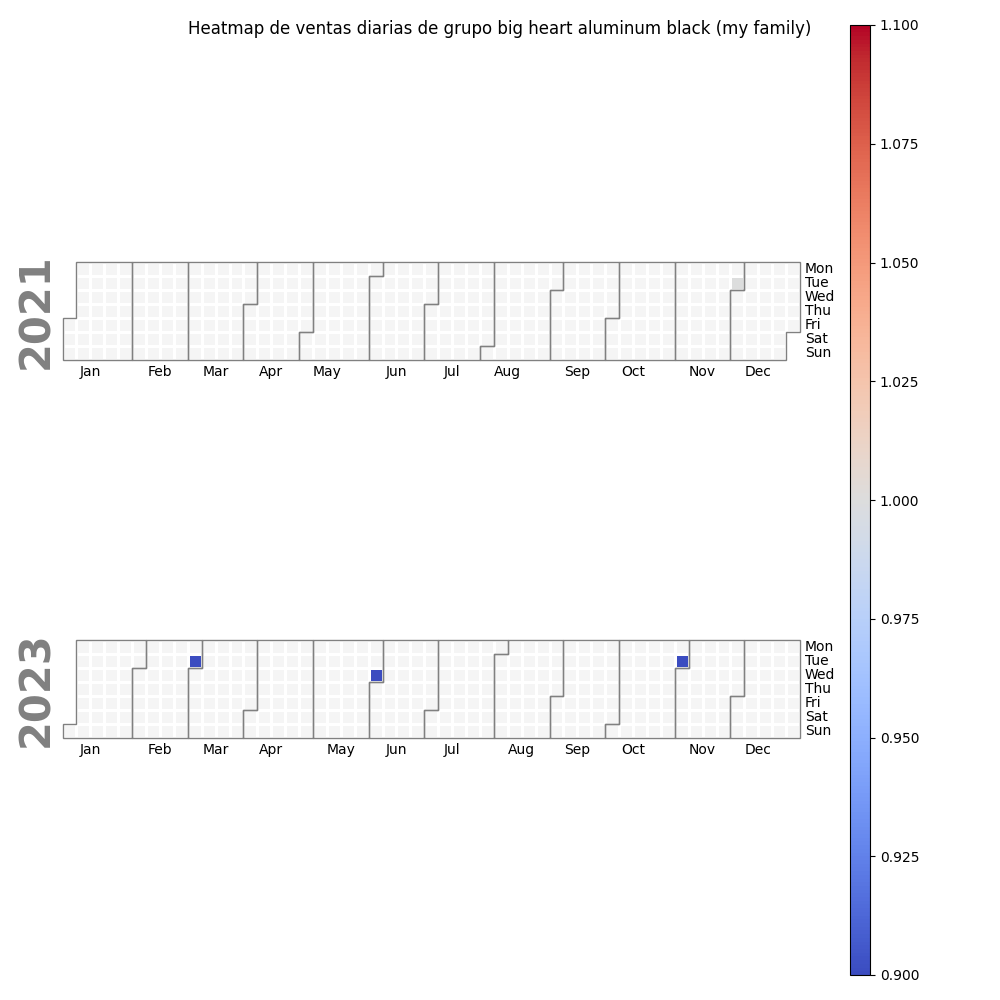 Heatmap de ventas diarias de grupo big heart aluminum black (my family)
2021
Mon
Tue
Wed
Thu
Fri
Sat
Sun
Jan Feb Mar Apr May Jun Jul Aug Sep Oct Nov Dec
2023
Mon
Tue
Wed
Thu
Fri
Sat
Sun
Jan Feb Mar Apr May Jun Jul Aug Sep Oct Nov Dec
1.100
1.075
1.050
1.025
1.000
0.975
0.950
0.925
0.900